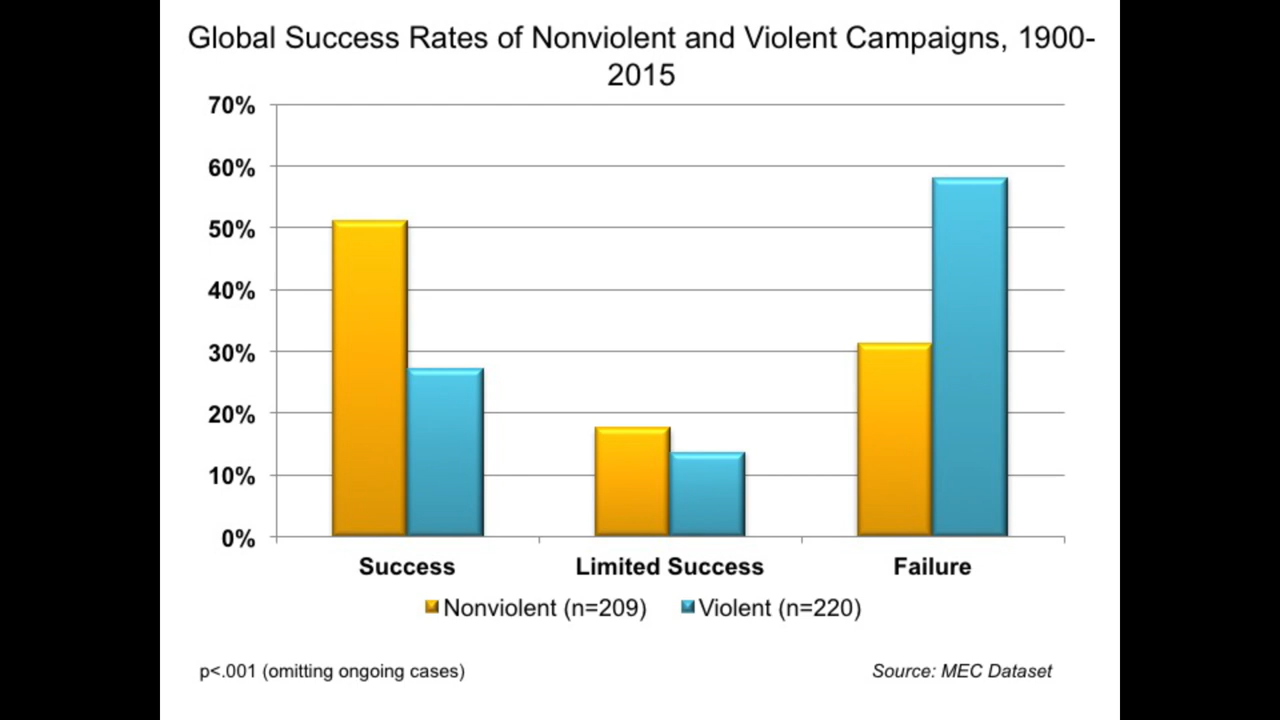 Global Success Rates of Nonviolent and Violent Campaigns, 1900-
2015
70%
60%
50%
40%
30%
20%
10%
0%
Success Limited Success Failure
Nonviolent (n=209) Violent (n=220)
p<.001 (omitting ongoing cases) Source: MEC Dataset